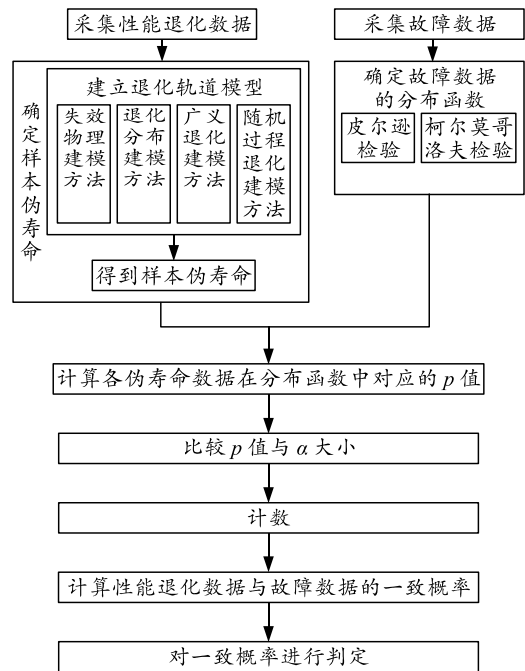 采集性能退化数据
采集故障数据
确定样本伪寿命
建立退化轨道模型
失效
物理
建模
方法
退化
分布
建模
方法
广义
退化
建模
方法
随机
过程
退化
建模
方法
得到样本伪寿命
确定故障数据
的分布函数
皮尔逊
检验
柯尔莫哥
洛夫检验
计算各伪寿命数据在分布函数中对应的 p 值
比较 p 值与 α 大小
计数
计算性能退化数据与故障数据的一致概率
对一致概率进行判定